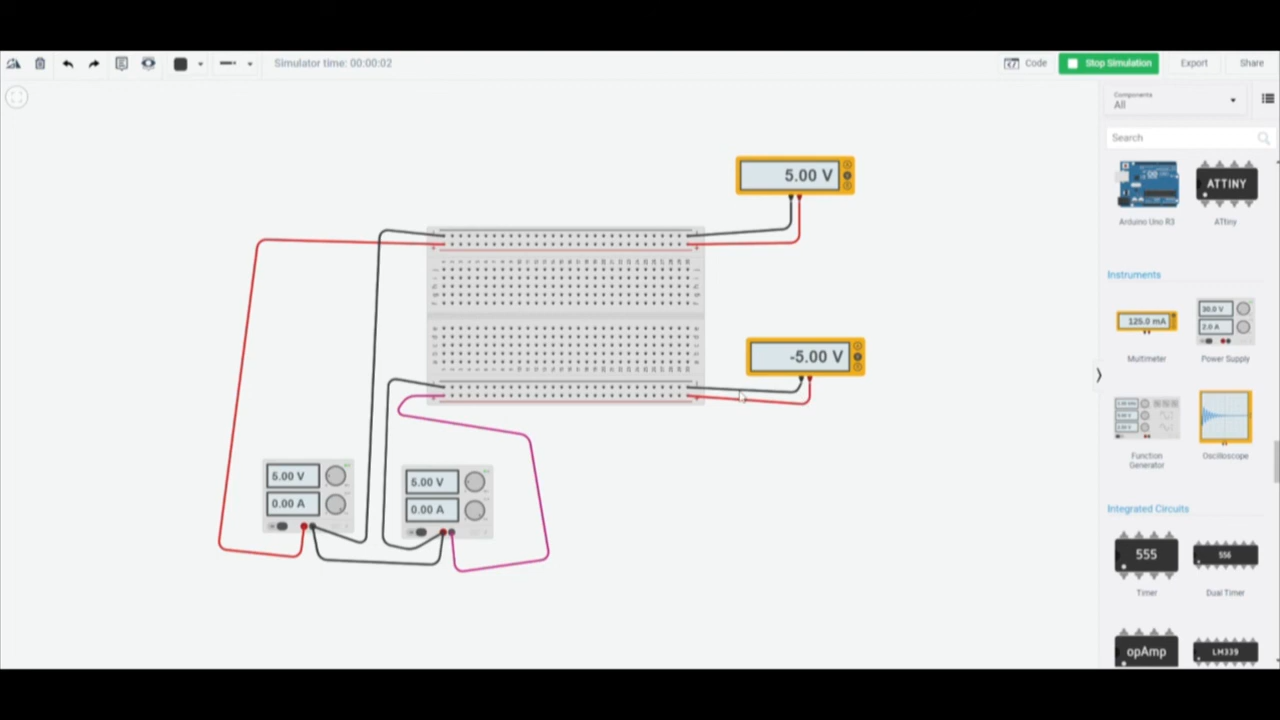 Simulator time: 00:00:02
Code
Stop Simulation
Export
Share
Components
All
Search
Arduino Uno R3
ATTINY
ATtiny
Instruments
125.0 mA
Multimeter
30.0 V
2.0 A
Power Supply
Function
Generator
Oscilloscope
Integrated Circuits
555
Timer
556
Dual Timer
opAmp
LM339
5.00 V
-5.00 V
5.00 V
0.00 A
5.00 V
0.00 A